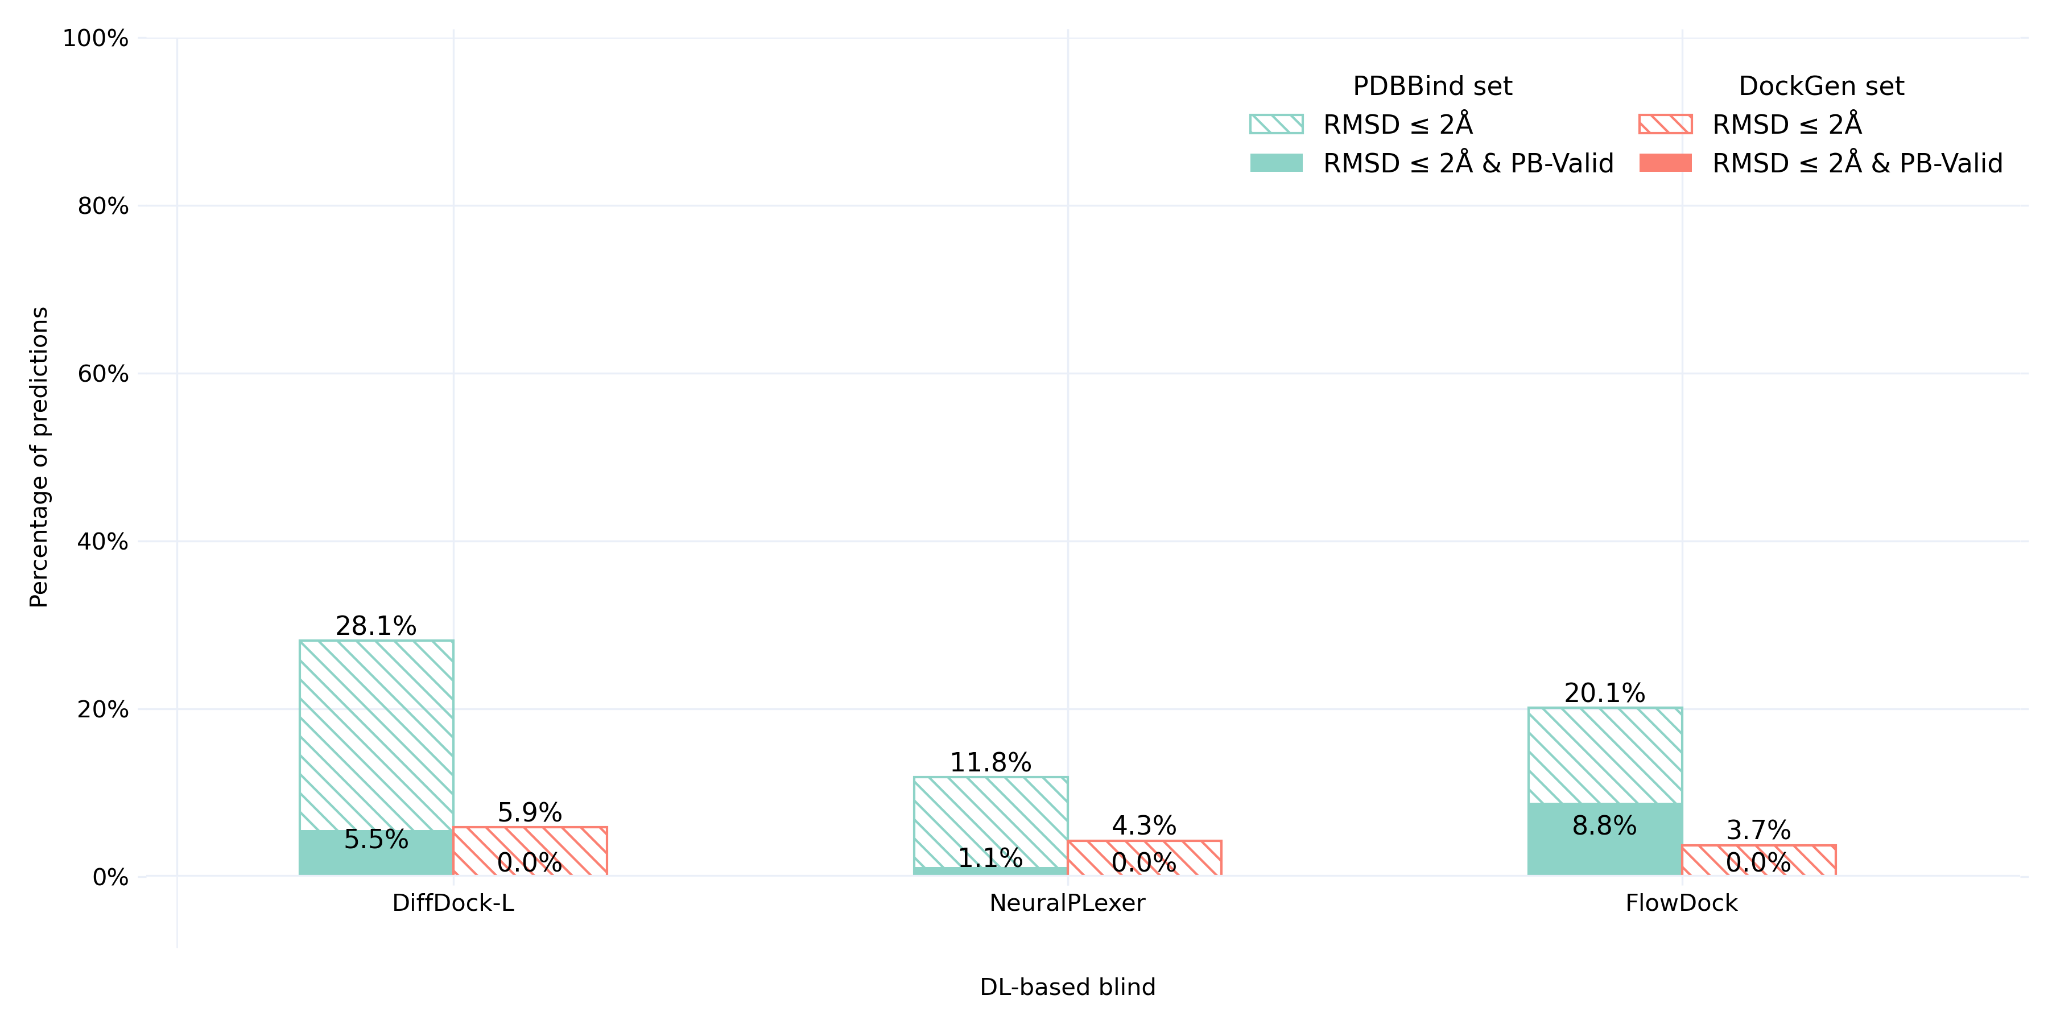 100%
80%
60%
40%
20%
0%
Percentage of predictions
PDBBind set
RMSD ≤ 2Å
RMSD ≤ 2Å & PB-Valid
DockGen set
RMSD ≤ 2Å
RMSD ≤ 2Å & PB-Valid
28.1%
5.5%
5.9%
0.0%
11.8%
1.1%
4.3%
0.0%
20.1%
8.8%
3.7%
0.0%
DiffDock-L
NeuralPLexer
FlowDock
DL-based blind